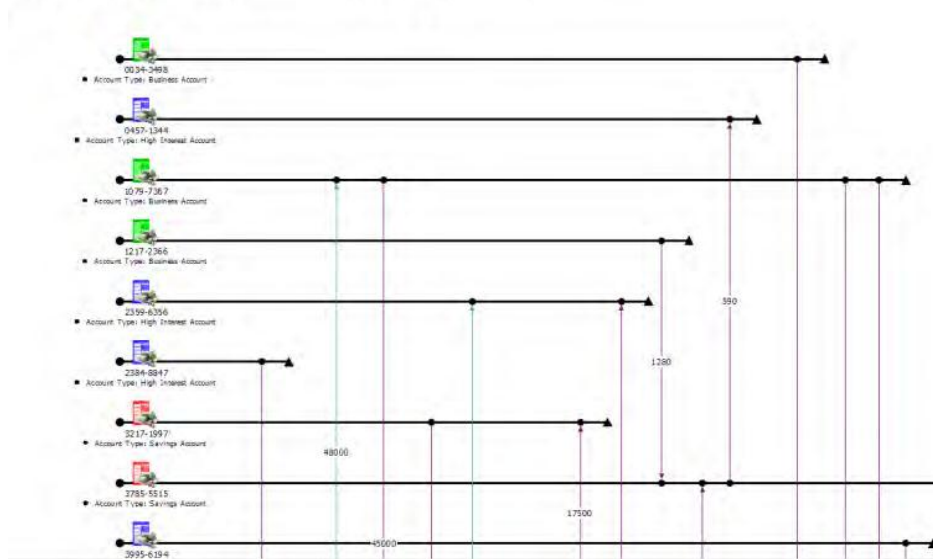 0034-3498
Account Type: Business Account
0457-1344
Account Type: High Interest Account
1079-7367
Account Type: Business Account
1217-2366
Account Type: Business Account
2359-6356
Account Type: High Interest Account
390
2384-8847
Account Type: High Interest Account
1280
3217-1997
Account Type: Savings Account
48000
3785-5515
Account Type: Savings Account
17500
45000
3995-6194